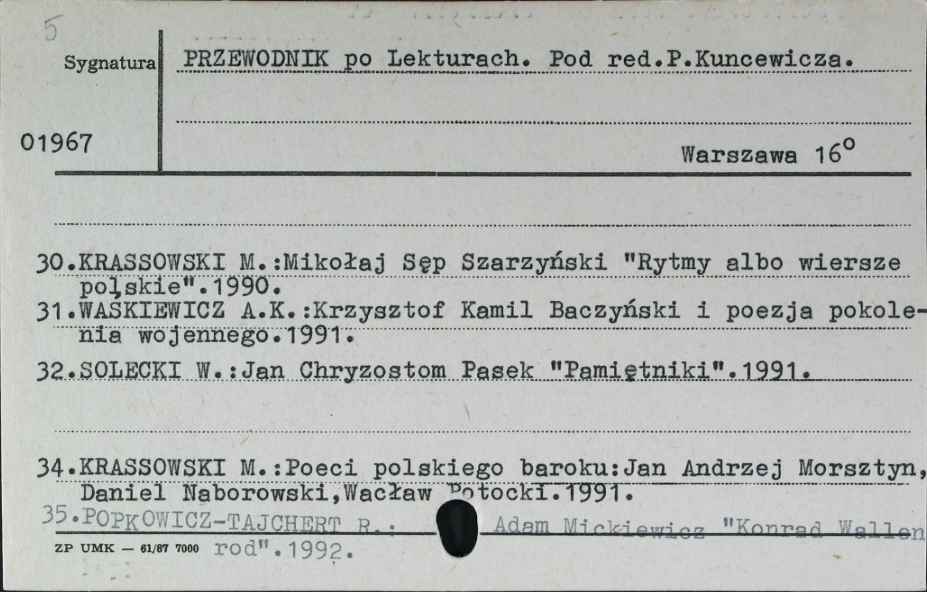 5
Sygnatura
PRZEWODNIK po Lekturach. Pod red.P.Kuncewicza.
01967
Warszawa 16o
30.KRASSOWSKI M.:Mikołaj Sęp Szarzyński "Rytmy albo wiersze
polskie".1990.
31.WASKIEWICZ A.K.:Krzysztof Kamil Baczyński i poezja pokole-
nia wojennego.1991.
32.SOLECKI W.:Jan Chryzostom Pasek "Pamiętniki".1991.
34.KRASSOWSKI M.:Poeci polskiego baroku:Jan Andrzej Morsztyn,
Daniel Naborowski,Wacław Potocki.1991.
35.POPKOWICZ-TAJCHERT R.: Adam Mickiewicz "Konrad Wallen
rod".1992.
ZP UMK — 61/87 7000